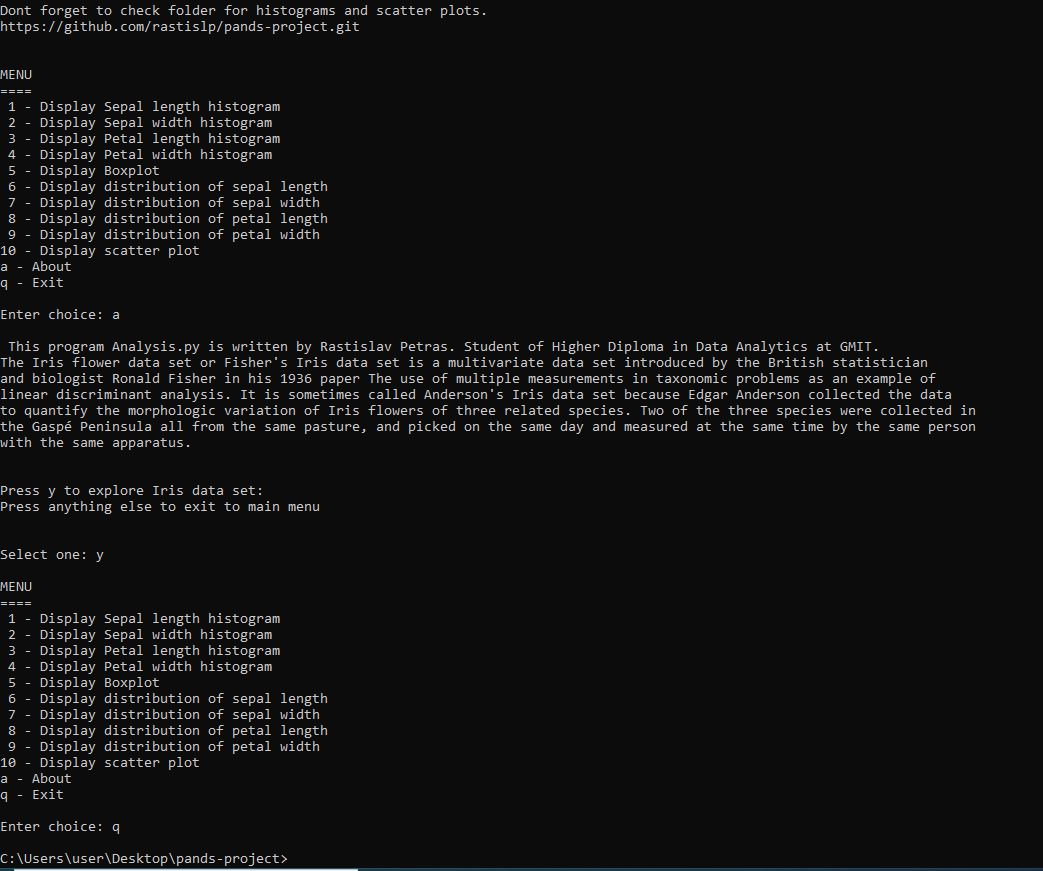 Dont forget to check folder for histograms and scatter plots.
https://github.com/rastislp/pands-project.git
MENU
====
 1 - Display Sepal length histogram
 2 - Display Sepal width histogram
 3 - Display Petal length histogram
 4 - Display Petal width histogram
 5 - Display Boxplot
 6 - Display distribution of sepal length
 7 - Display distribution of sepal width
 8 - Display distribution of petal length
 9 - Display distribution of petal width
10 - Display scatter plot
a - About
q - Exit
Enter choice: a
 This program Analysis.py is written by Rastislav Petras. Student of Higher Diploma in Data Analytics at GMIT.
The Iris flower data set or Fisher's Iris data set is a multivariate data set introduced by the British statistician
and biologist Ronald Fisher in his 1936 paper The use of multiple measurements in taxonomic problems as an example of
linear discriminant analysis. It is sometimes called Anderson's Iris data set because Edgar Anderson collected the data
to quantify the morphologic variation of Iris flowers of three related species. Two of the three species were collected in
the Gaspé Peninsula all from the same pasture, and picked on the same day and measured at the same time by the same person
with the same apparatus.
Press y to explore Iris data set:
Press anything else to exit to main menu
Select one: y
MENU
====
 1 - Display Sepal length histogram
 2 - Display Sepal width histogram
 3 - Display Petal length histogram
 4 - Display Petal width histogram
 5 - Display Boxplot
 6 - Display distribution of sepal length
 7 - Display distribution of sepal width
 8 - Display distribution of petal length
 9 - Display distribution of petal width
10 - Display scatter plot
a - About
q - Exit
Enter choice: q
C:\Users\user\Desktop\pands-project>